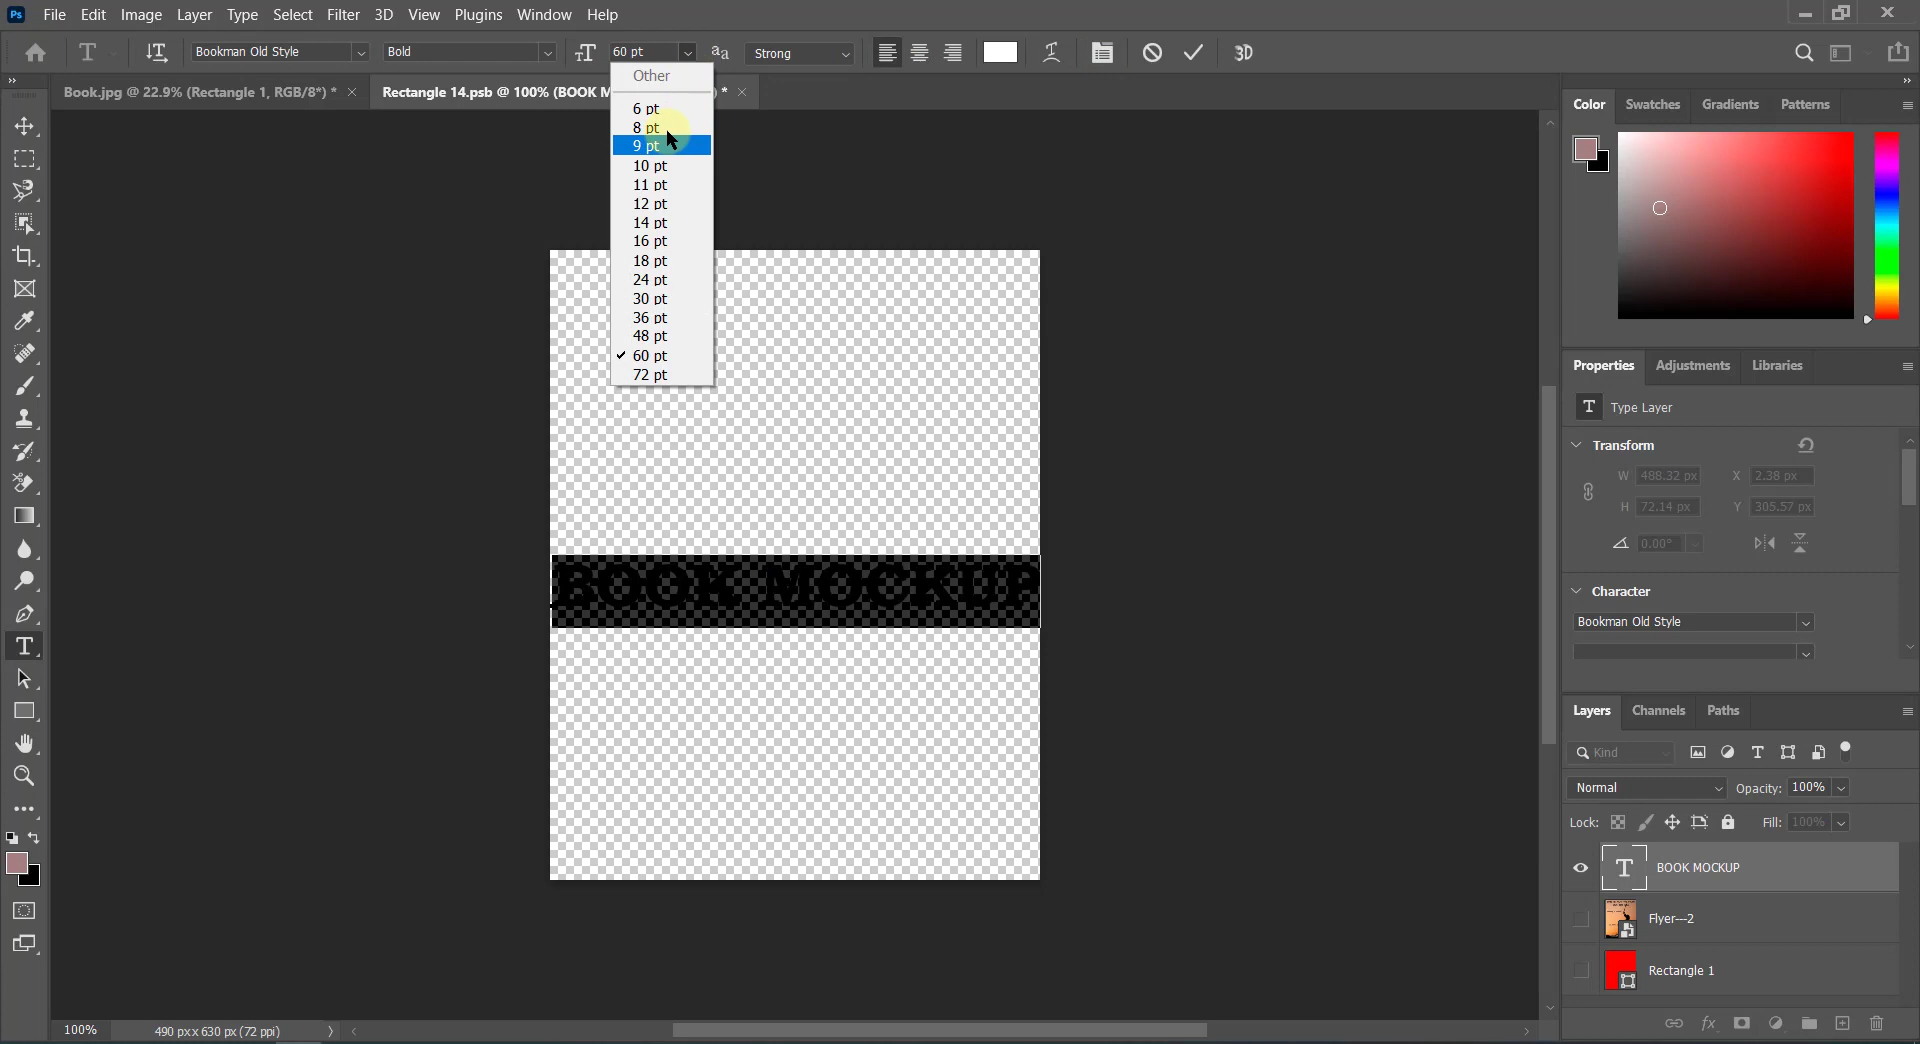 Ps File Edit Image Layer Type Select Filter 3D View Plugins Window Help
T Bookman Old Style Bold 60 pt aa Strong 3D
Book.jpg @ 22.9% (Rectangle 1, RGB/8*) *
Rectangle 14.psb @ 100% (BOOK M *
Other
6 pt
8 pt
9 pt
10 pt
11 pt
12 pt
14 pt
16 pt
18 pt
24 pt
30 pt
36 pt
48 pt
60 pt
72 pt
BOOK MOCKUP
Color Swatches Gradients Patterns
Properties Adjustments Libraries
T Type Layer
Transform
W 488.32 px X 2.38 px
H 72.14 px Y 305.57 px
0.00°
Character
Bookman Old Style
Layers Channels Paths
Kind
Normal Opacity: 100%
Lock: Fill: 100%
T BOOK MOCKUP
Flyer---2
Rectangle 1
fx
100% 490 px x 630 px (72 ppi)